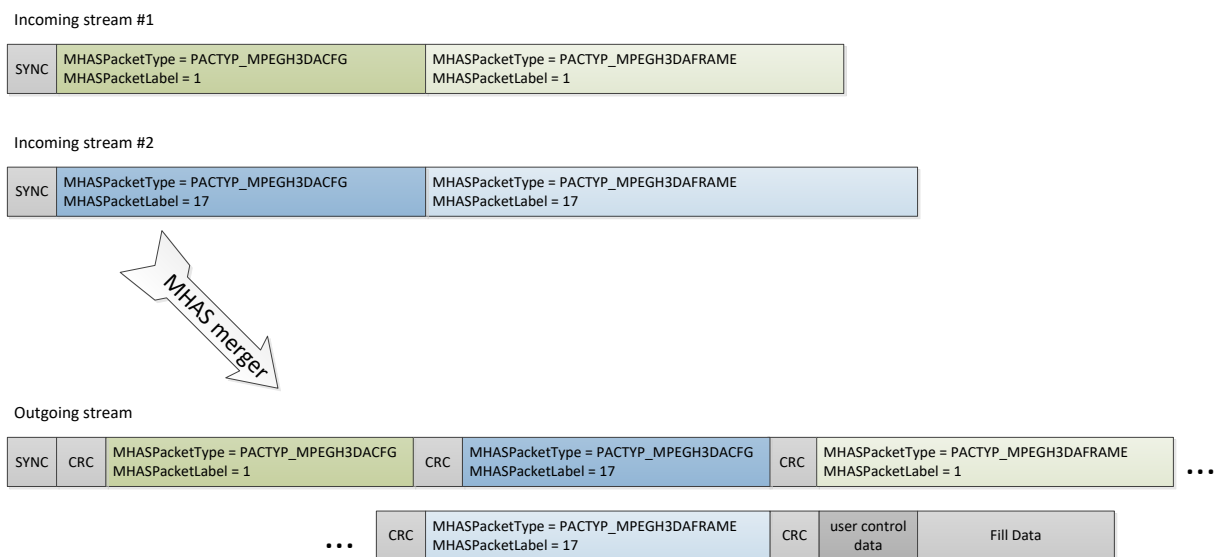 Incoming stream #1
SYNC
MHASPacketType = PACTYP_MPEGH3DACFG
MHASPacketLabel = 1
MHASPacketType = PACTYP_MPEGH3DAFRAME
MHASPacketLabel = 1
Incoming stream #2
SYNC
MHASPacketType = PACTYP_MPEGH3DACFG
MHASPacketLabel = 17
MHASPacketType = PACTYP_MPEGH3DAFRAME
MHASPacketLabel = 17
MHAS merger
Outgoing stream
SYNC
CRC
MHASPacketType = PACTYP_MPEGH3DACFG
MHASPacketLabel = 1
CRC
MHASPacketType = PACTYP_MPEGH3DACFG
MHASPacketLabel = 17
CRC
MHASPacketType = PACTYP_MPEGH3DAFRAME
MHASPacketLabel = 1
...
...
CRC
MHASPacketType = PACTYP_MPEGH3DAFRAME
MHASPacketLabel = 17
CRC
user control
data
Fill Data